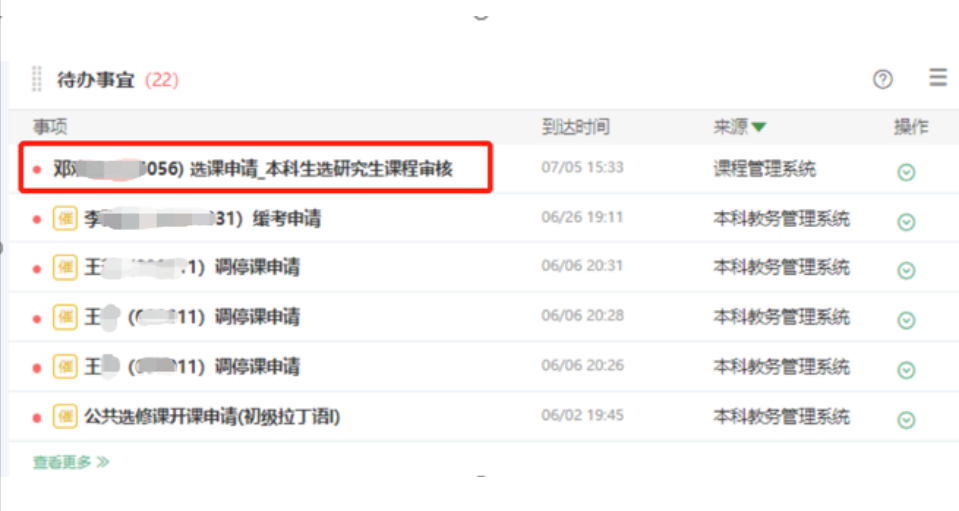 待办事宜 (22)
事项 到达时间 来源 操作
邓 056) 选课申请_本科生选研究生课程审核 07/05 15:33 课程管理系统
催 李 31) 缓考申请 06/26 19:11 本科教务管理系统
催 王 1) 调停课申请 06/06 20:31 本科教务管理系统
催 王 ( 11) 调停课申请 06/06 20:28 本科教务管理系统
催 王 ( 11) 调停课申请 06/06 20:26 本科教务管理系统
催 公共选修课开课申请(初级拉丁语I) 06/02 19:45 本科教务管理系统
查看更多